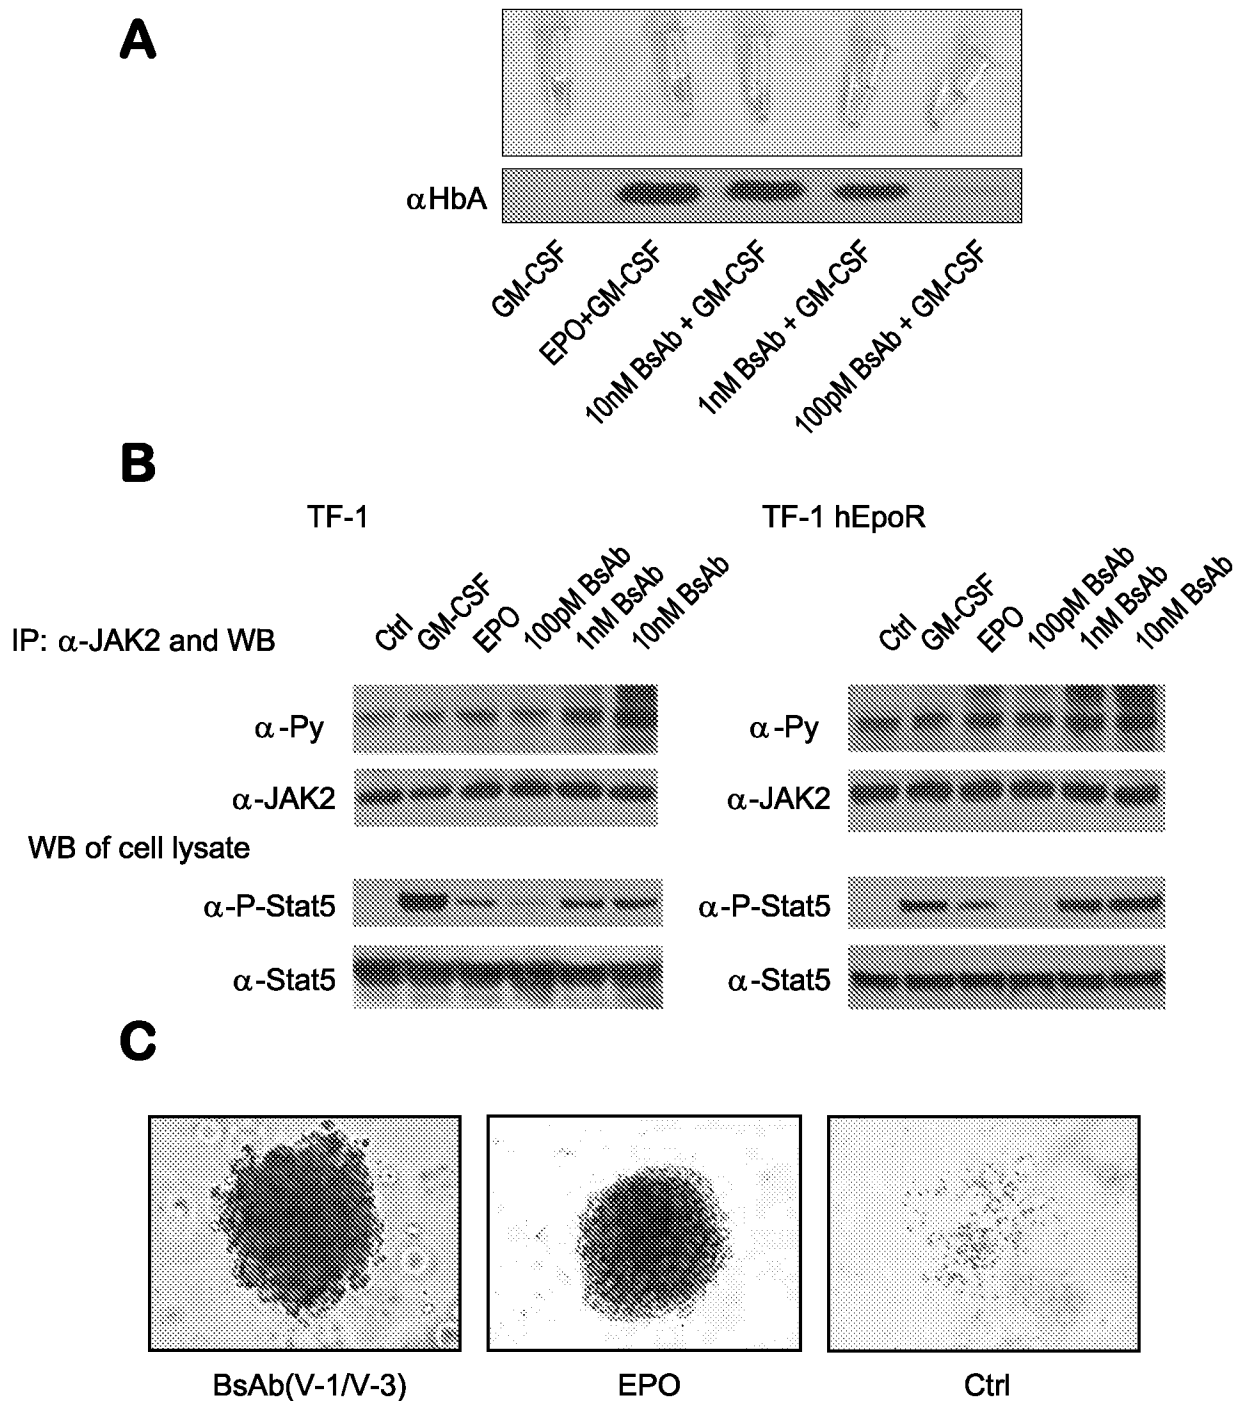 A
αHbA
GM-CSF
EPO+GM-CSF
10nM BsAb + GM-CSF
1nM BsAb + GM-CSF
100pM BsAb + GM-CSF
B
TF-1
TF-1 hEpoR
IP: α-JAK2 and WB
Ctrl
GM-CSF
EPO
100pM BsAb
1nM BsAb
10nM BsAb
Ctrl
GM-CSF
EPO
100pM BsAb
1nM BsAb
10nM BsAb
α-Py
α-Py
α-JAK2
α-JAK2
WB of cell lysate
α-P-Stat5
α-P-Stat5
α-Stat5
α-Stat5
C
BsAb(V-1/V-3)
EPO
Ctrl